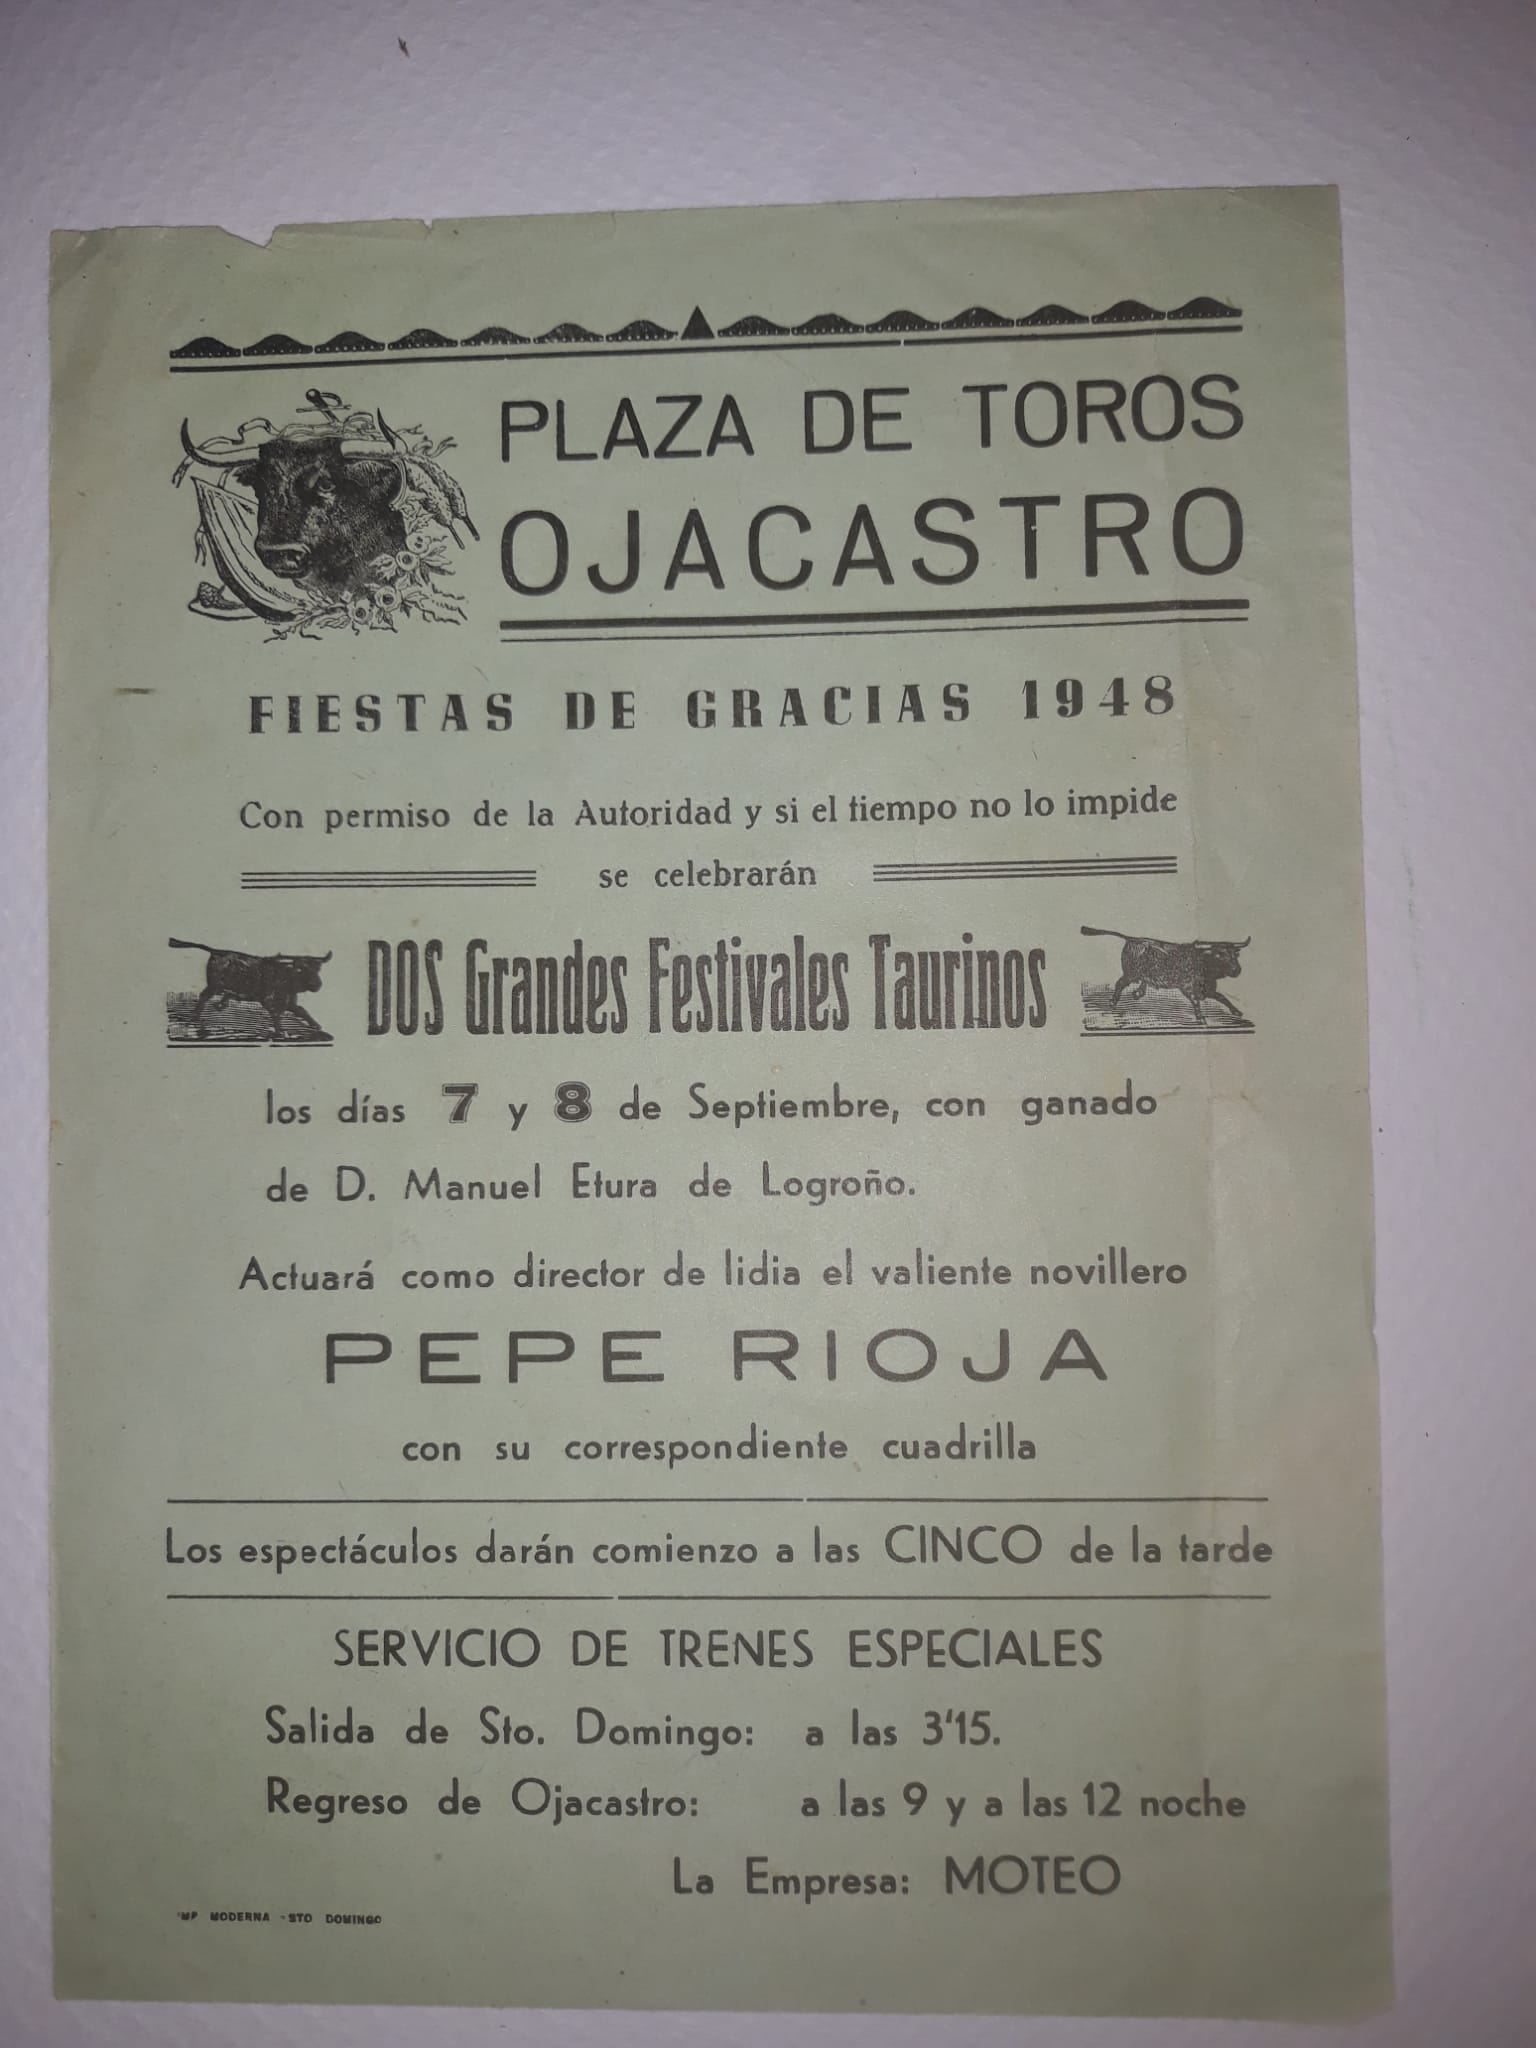 PLAZA DE TOROS
OJACASTRO
FIESTAS DE GRACIAS 1948
Con permiso de la Autoridad y si el tiempo no lo impide
se celebrarán
DOS Grandes Festivales Taurinos
los días 7 y 8 de Septiembre, con ganado
de D. Manuel Etura de Logroño.
Actuará como director de lidia el valiente novillero
PEPE RIOJA
con su correspondiente cuadrilla
Los espectáculos darán comienzo a las CINCO de la tarde
SERVICIO DE TRENES ESPECIALES
Salida de Sto. Domingo: a las 3'15.
Regreso de Ojacastro: a las 9 y a las 12 noche
La Empresa: MOTEO
IMP MODERNA - STO DOMINGO